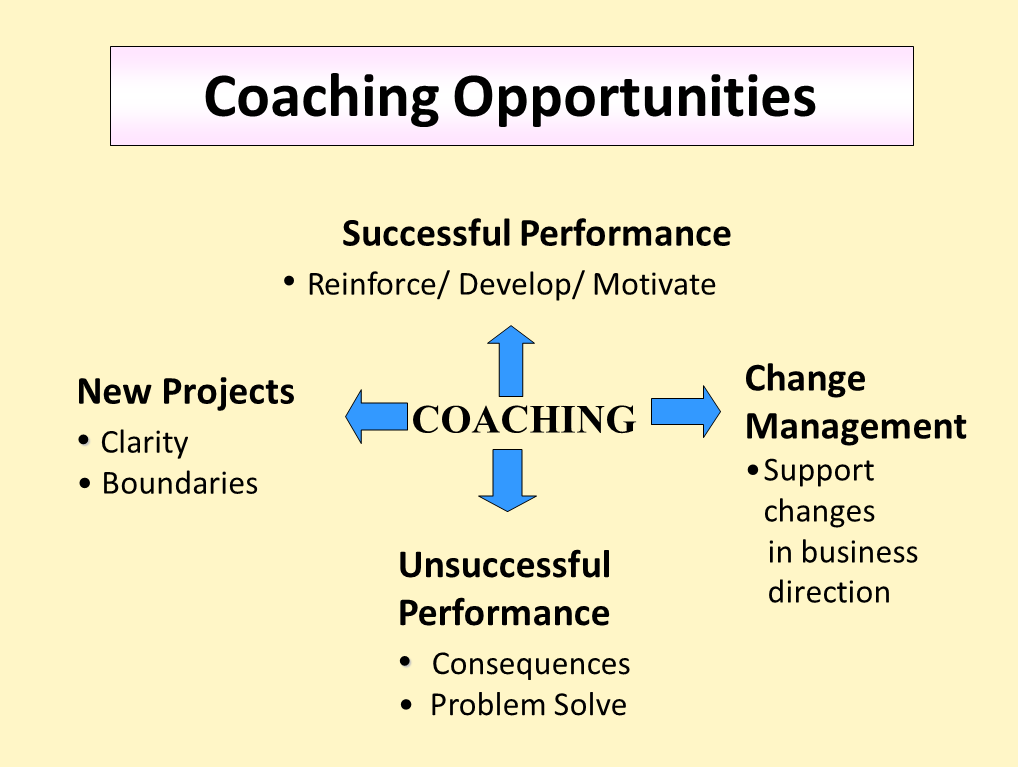 Coaching Opportunities
Successful Performance
• Reinforce/ Develop/ Motivate
New Projects
• Clarity
• Boundaries
COACHING
Change
Management
•Support
changes
in business
direction
Unsuccessful
Performance
• Consequences
• Problem Solve